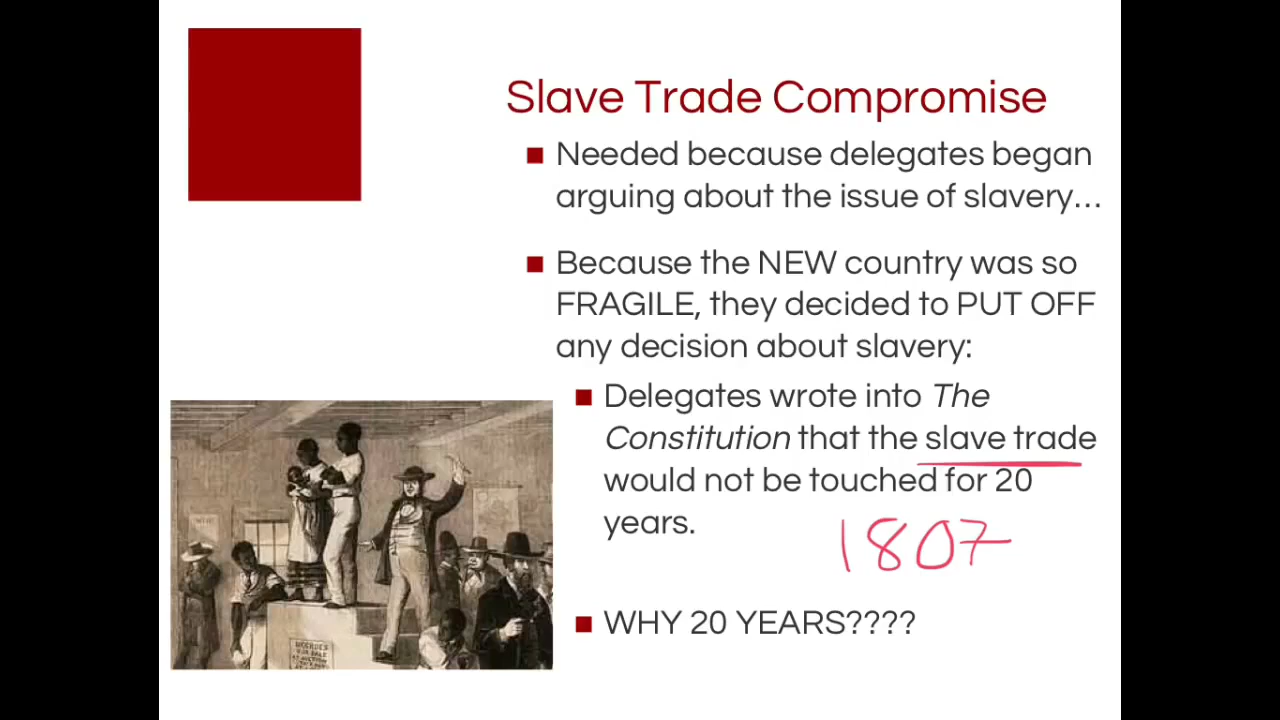 Slave Trade Compromise
Needed because delegates began
arguing about the issue of slavery…
Because the NEW country was so
FRAGILE, they decided to PUT OFF
any decision about slavery:
Delegates wrote into The
Constitution that the slave trade
would not be touched for 20
years.
1807
WHY 20 YEARS????